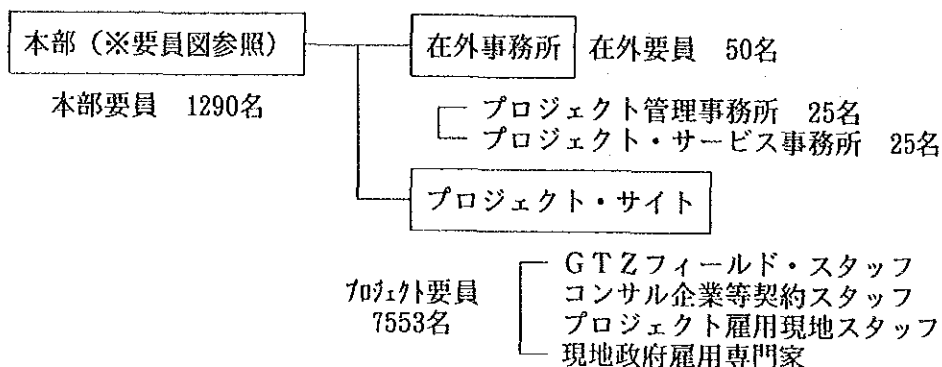 本部（※要員図参照）
本部要員　1290名
在外事務所　在外要員　50名
プロジェクト管理事務所　25名
プロジェクト・サービス事務所　25名
プロジェクト・サイト
プロジェクト要員
7553名
ＧＴＺフィールド・スタッフ
コンサル企業等契約スタッフ
プロジェクト雇用現地スタッフ
現地政府雇用専門家